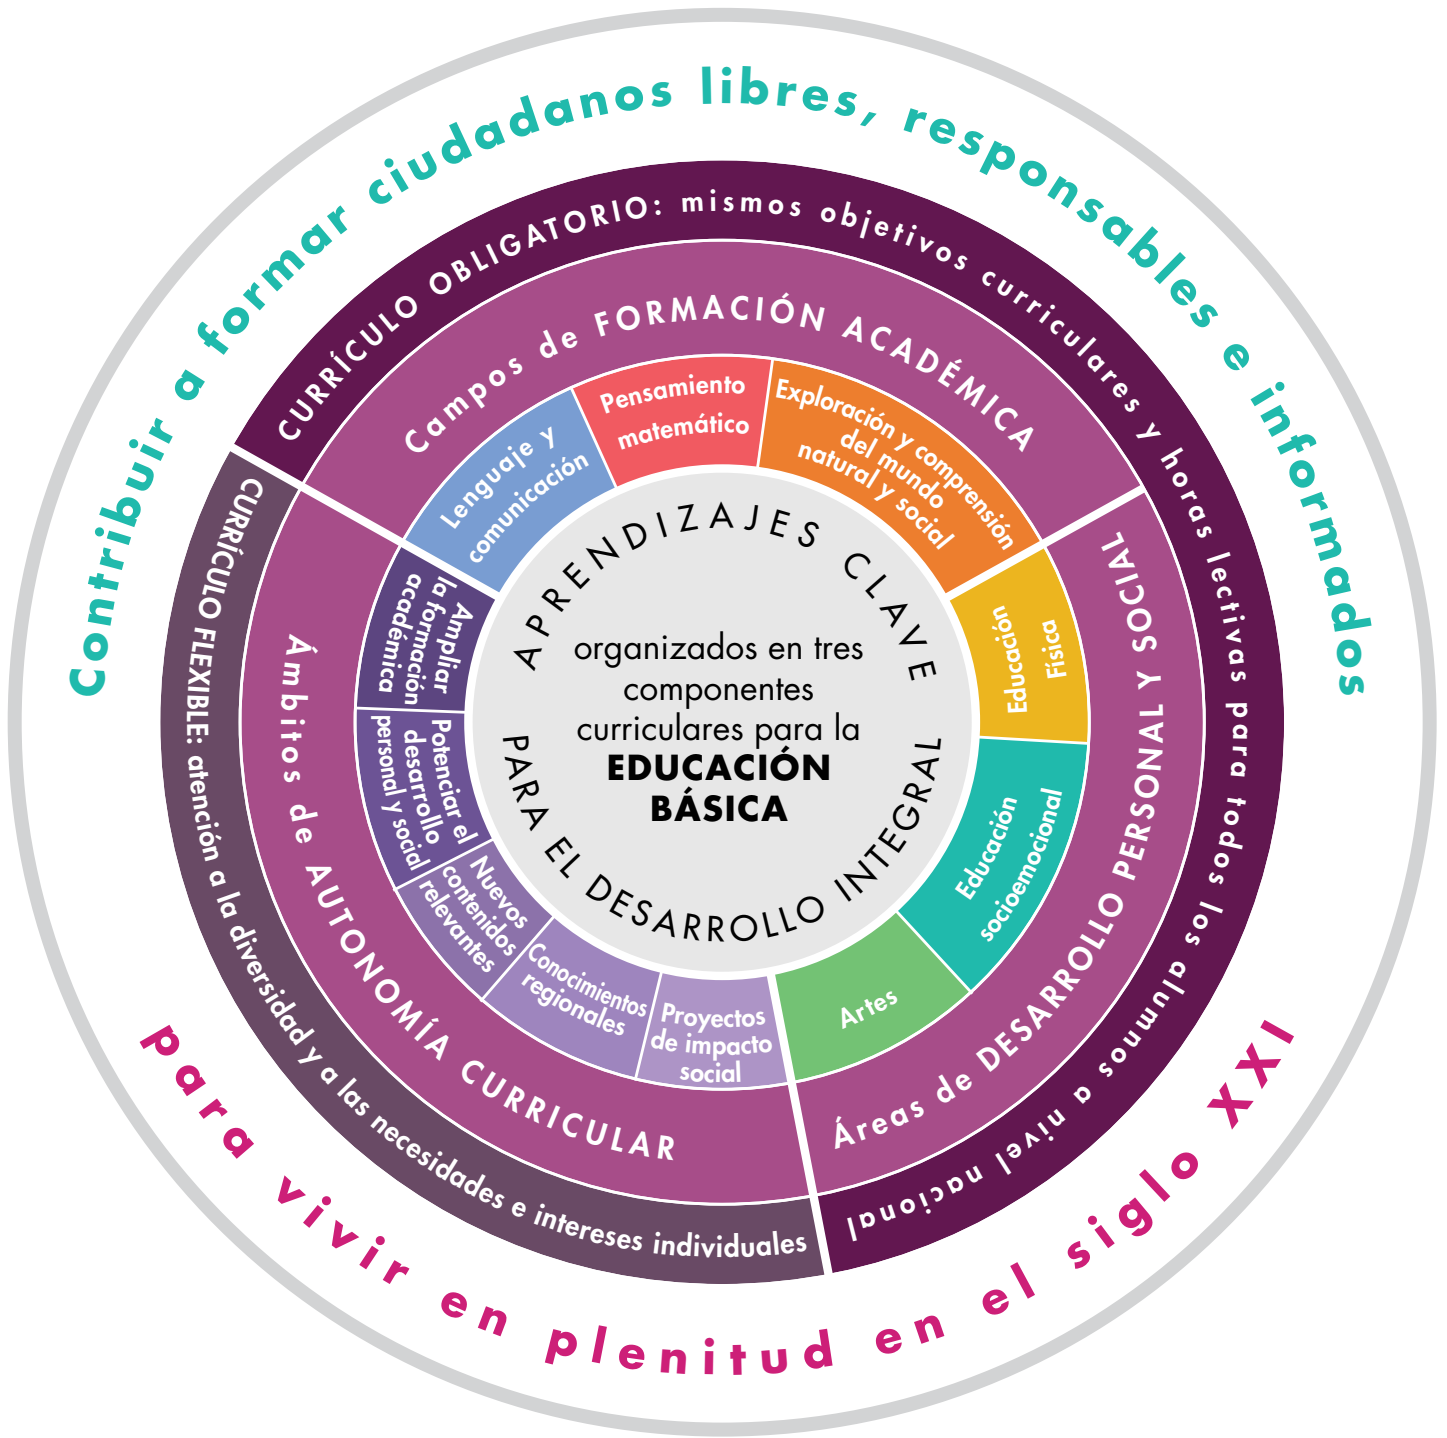 Contribuir a formar ciudadanos libres, responsables e informados
para vivir en plenitud en el siglo XXI
CURRÍCULO OBLIGATORIO: mismos objetivos curriculares y horas lectivas para todos los alumnos a nivel nacional
CURRÍCULO FLEXIBLE: atención a la diversidad y a las necesidades e intereses individuales
Campos de FORMACIÓN ACADÉMICA
Lenguaje y
comunicación
Pensamiento
matemático
Exploración y comprensión
del mundo
natural y social
Áreas de DESARROLLO PERSONAL Y SOCIAL
Educación
Física
Educación
socioemocional
Artes
Ámbitos de AUTONOMÍA CURRICULAR
Ampliar
la formación
académica
Potenciar el
desarrollo
personal y social
Nuevos
contenidos
relevantes
Conocimientos
regionales
Proyectos
de impacto
social
APRENDIZAJES CLAVE
PARA EL DESARROLLO INTEGRAL
organizados en tres
componentes
curriculares para la
EDUCACIÓN
BÁSICA